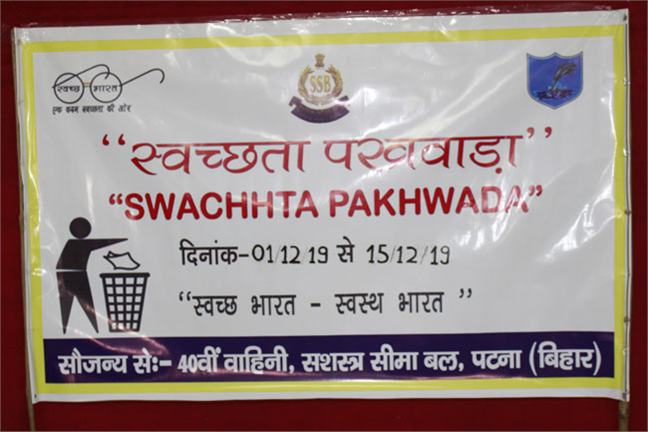 स्वच्छ भारत
एक कदम स्वच्छता की ओर
SSB
“स्वच्छता पखवाडा”
“SWACHHTA PAKHWADA”
दिनांक-01/12/19 से 15/12/19
“स्वच्छ भारत - स्वस्थ भारत ”
सौजन्य सेः- 40वीं वाहिनी, सशस्त्र सीमा बल, पटना (बिहार)